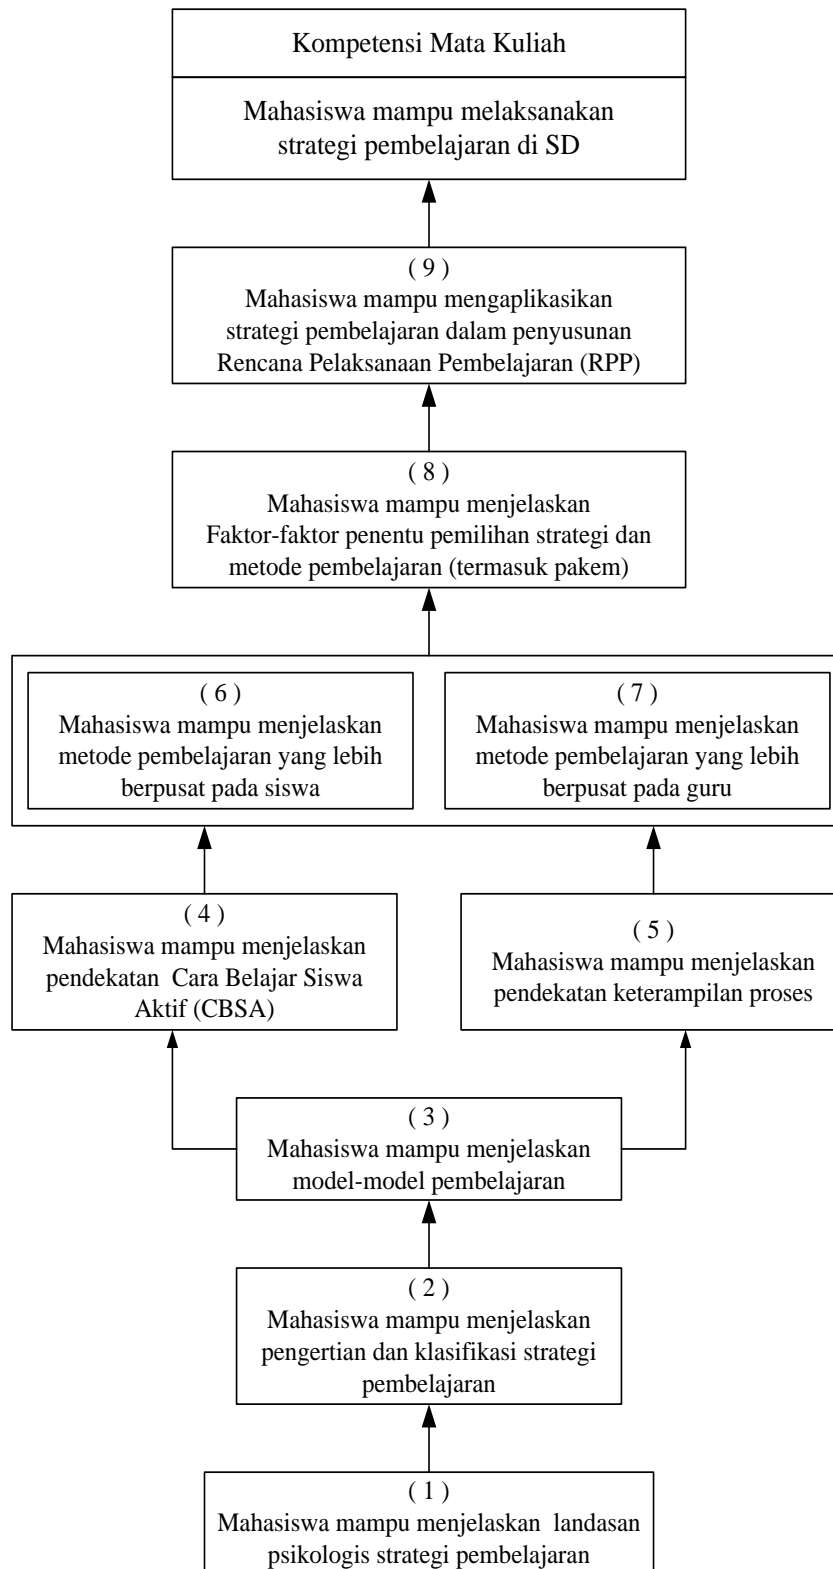 Kompetensi Mata Kuliah
Mahasiswa mampu melaksanakan
strategi pembelajaran di SD
( 9 )
Mahasiswa mampu mengaplikasikan
strategi pembelajaran dalam penyusunan
Rencana Pelaksanaan Pembelajaran (RPP)
( 8 )
Mahasiswa mampu menjelaskan
Faktor-faktor penentu pemilihan strategi dan
metode pembelajaran (termasuk pakem)
( 6 )
Mahasiswa mampu menjelaskan
metode pembelajaran yang lebih
berpusat pada siswa
( 7 )
Mahasiswa mampu menjelaskan
metode pembelajaran yang lebih
berpusat pada guru
( 4 )
Mahasiswa mampu menjelaskan
pendekatan Cara Belajar Siswa
Aktif (CBSA)
( 5 )
Mahasiswa mampu menjelaskan
pendekatan keterampilan proses
( 3 )
Mahasiswa mampu menjelaskan
model-model pembelajaran
( 2 )
Mahasiswa mampu menjelaskan
pengertian dan klasifikasi strategi
pembelajaran
( 1 )
Mahasiswa mampu menjelaskan landasan
psikologis strategi pembelajaran